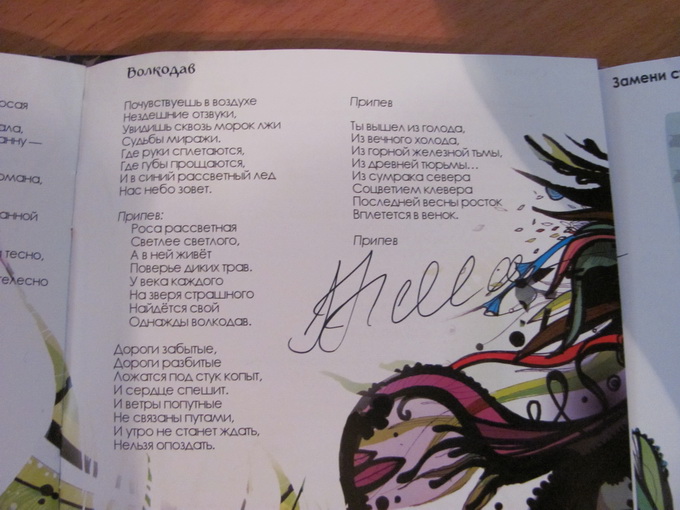 Волкодав
Почувствуешь в воздухе
Нездешние отзвуки,
Увидишь сквозь морок лжи
Судьбы миражи.
Где руки сплетаются,
Где губы прощаются,
И в синий рассветный лед
Нас небо зовет.
Припев:
Роса рассветная
Светлее светлого,
А в ней живёт
Поверье диких трав.
У века каждого
На зверя страшного
Найдётся свой
Однажды волкодав.
Дороги забытые,
Дороги разбитые
Ложатся под стук копыт,
И сердце спешит.
И ветры попутные
Не связаны путами,
И утро не станет ждать,
Нельзя опоздать.
Припев
Ты вышел из голода,
Из вечного холода,
Из горной железной тьмы,
Из древней тюрьмы...
Из сумрака севера
Соцветием клевера
Последней весны росток
Вплетется в венок.
Припев
Замени